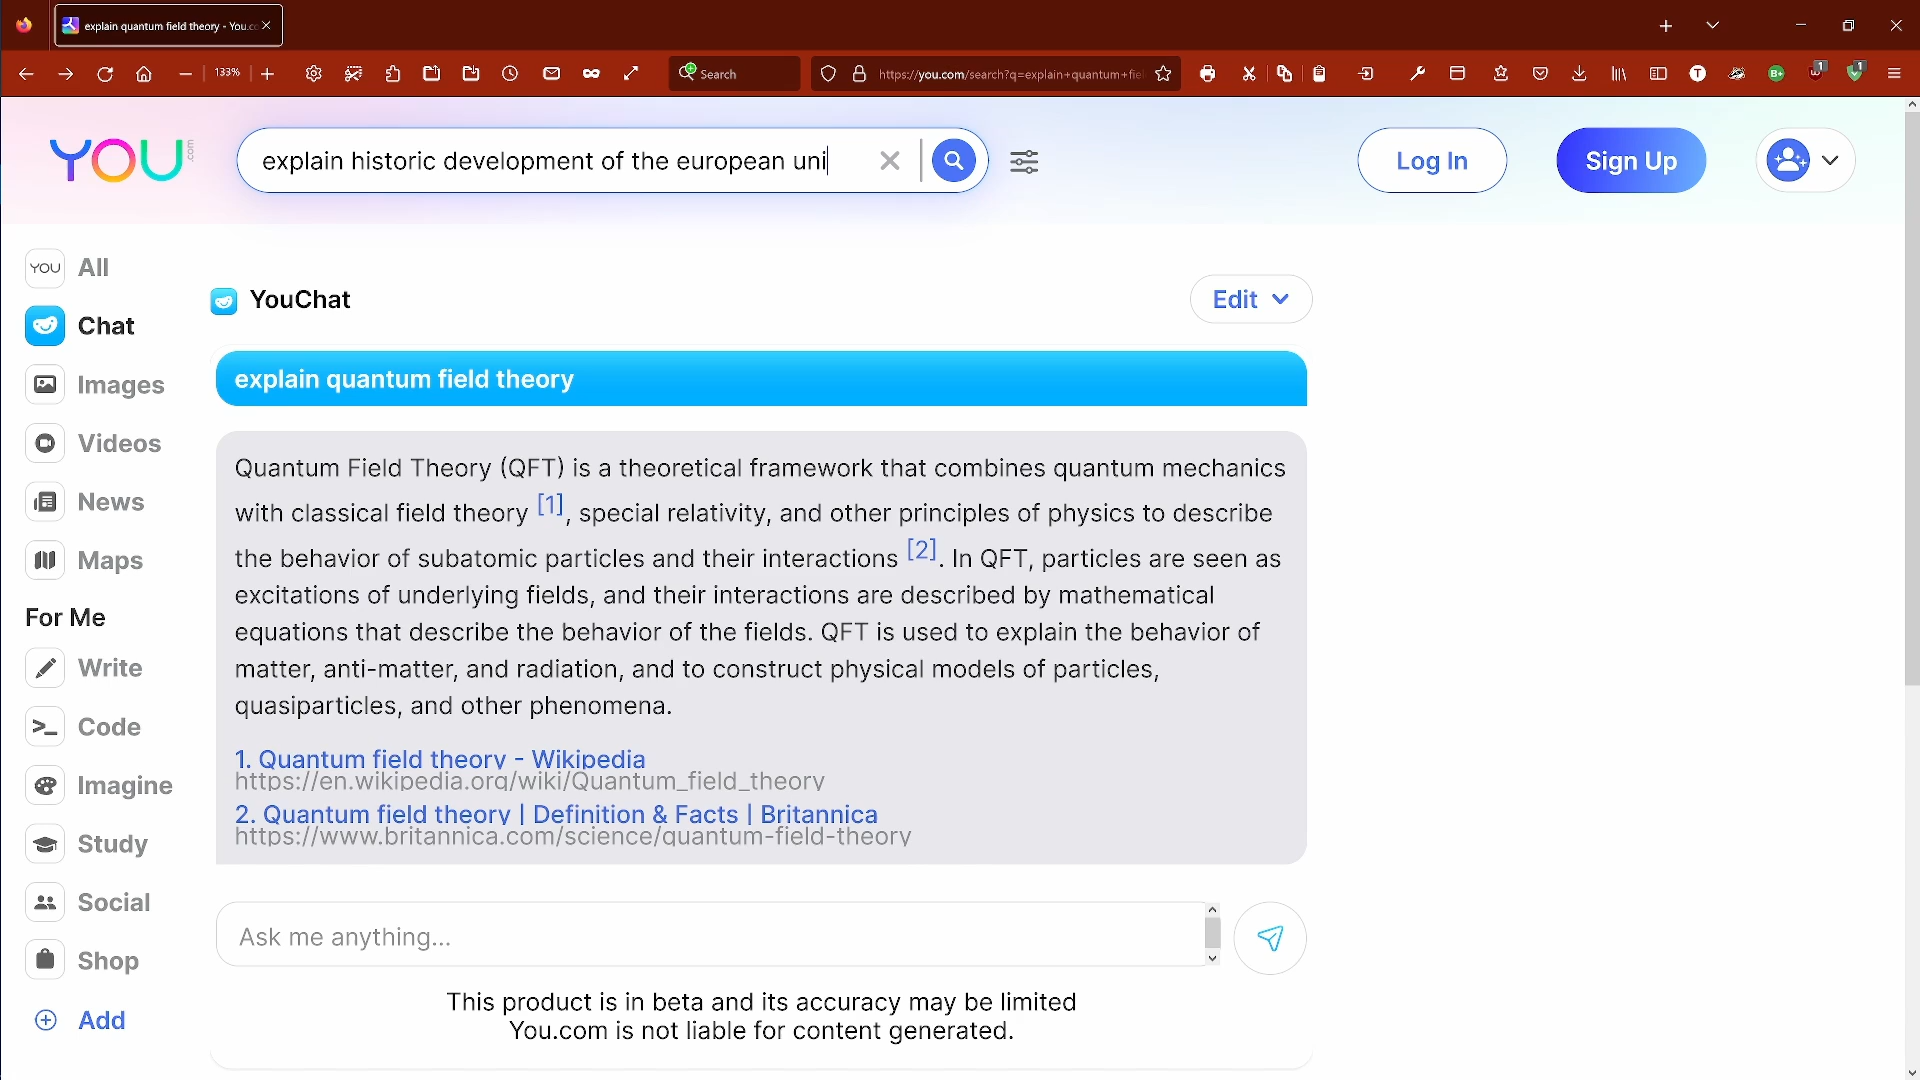 explain quantum field theory - You.c
133%
Search
https://you.com/search?q=explain+quantum+fie
1
1
YOU.com
explain historic development of the european uni
Log In
Sign Up
YOU All
Chat
Images
Videos
News
Maps
For Me
Write
Code
Imagine
Study
Social
Shop
Add
YouChat
Edit
explain quantum field theory
Quantum Field Theory (QFT) is a theoretical framework that combines quantum mechanics
with classical field theory [1], special relativity, and other principles of physics to describe
the behavior of subatomic particles and their interactions [2]. In QFT, particles are seen as
excitations of underlying fields, and their interactions are described by mathematical
equations that describe the behavior of the fields. QFT is used to explain the behavior of
matter, anti-matter, and radiation, and to construct physical models of particles,
quasiparticles, and other phenomena.
1. Quantum field theory - Wikipedia
https://en.wikipedia.org/wiki/Quantum_field_theory
2. Quantum field theory | Definition & Facts | Britannica
https://www.britannica.com/science/quantum-field-theory
Ask me anything...
This product is in beta and its accuracy may be limited
You.com is not liable for content generated.